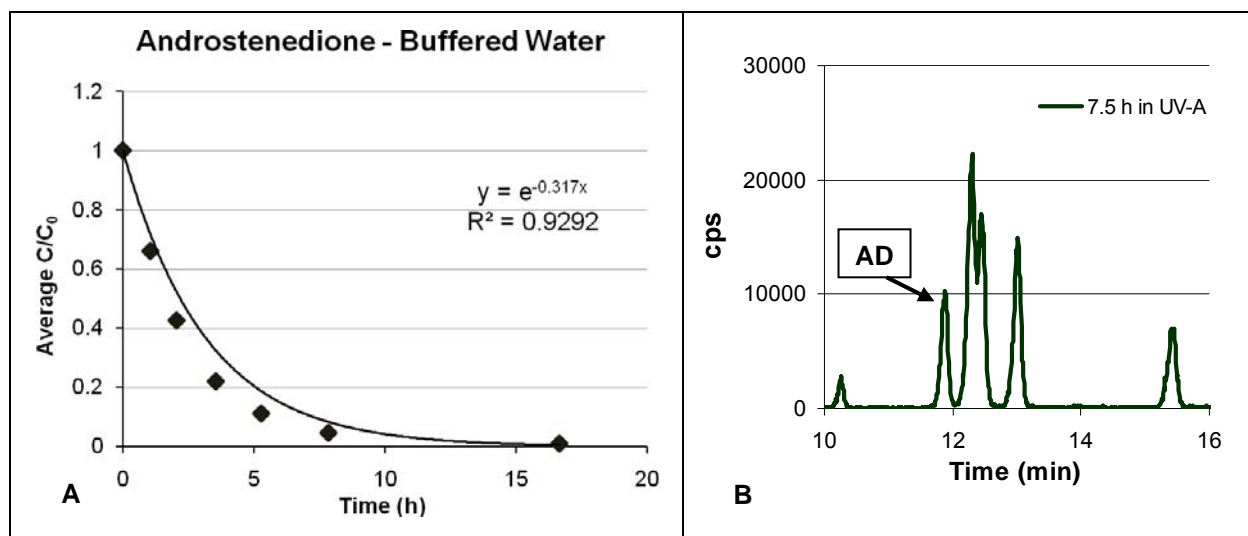 Androstenedione - Buffered Water
Average C/C₀
1.2
1
0.8
0.6
0.4
0.2
0
y = e^-0.317x
R² = 0.9292
0 5 10 15 20
Time (h)
A
cps
30000
20000
10000
0
7.5 h in UV-A
AD
10 12 14 16
Time (min)
B